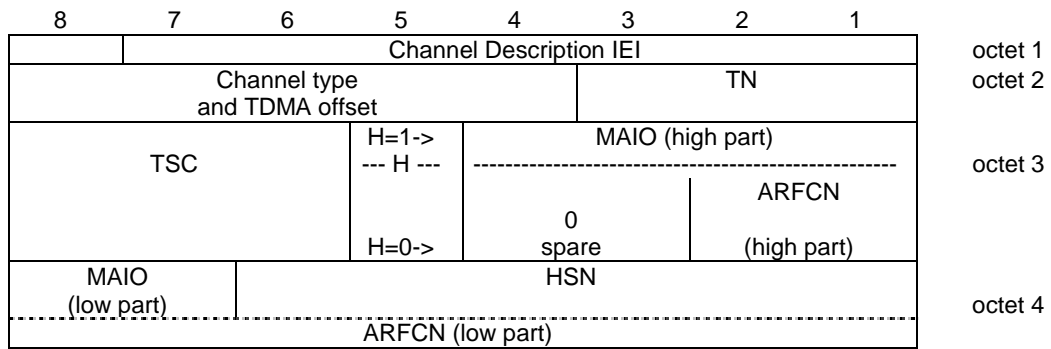 8 7 6 5 4 3 2 1
Channel Description IEI octet 1
Channel type TN octet 2
and TDMA offset
H=1-> MAIO (high part)
TSC --- H --- ---------------------------------------------------- octet 3
ARFCN
0
H=0-> spare (high part)
MAIO HSN
(low part) octet 4
ARFCN (low part)